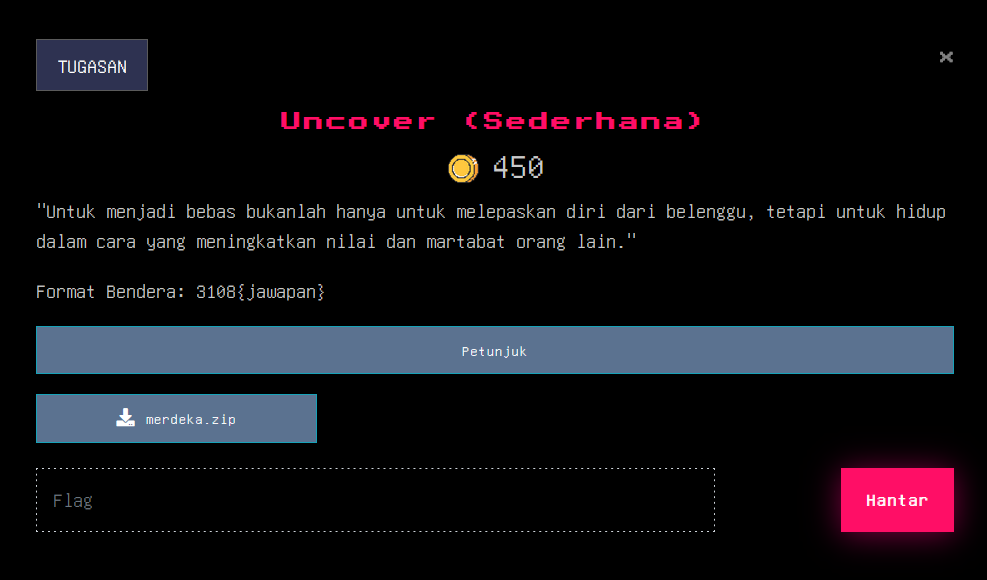 TUGASAN
×
Uncover (Sederhana)
450
"Untuk menjadi bebas bukanlah hanya untuk melepaskan diri dari belenggu, tetapi untuk hidup
dalam cara yang meningkatkan nilai dan martabat orang lain."
Format Bendera: 3108{jawapan}
Petunjuk
merdeka.zip
Flag
Hantar